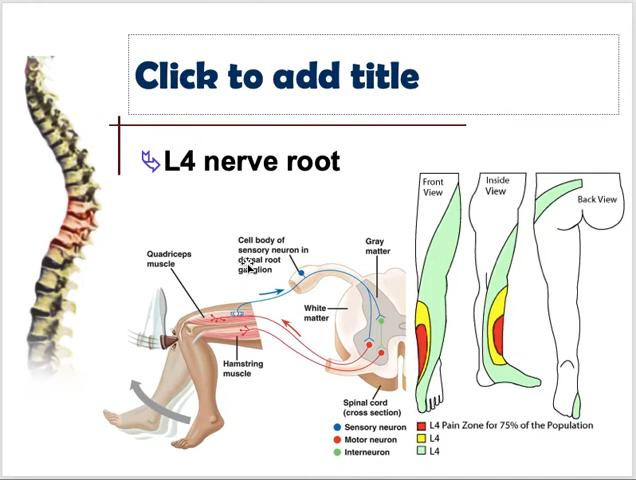 Click to add title
L4 nerve root
Quadriceps
muscle
Cell body of
sensory neuron in
dorsal root
ganglion
Gray
matter
White
matter
Hamstring
muscle
Spinal cord
(cross section)
Sensory neuron
Motor neuron
Interneuron
Front
View
Inside
View
Back View
L4 Pain Zone for 75% of the Population
L4
L4